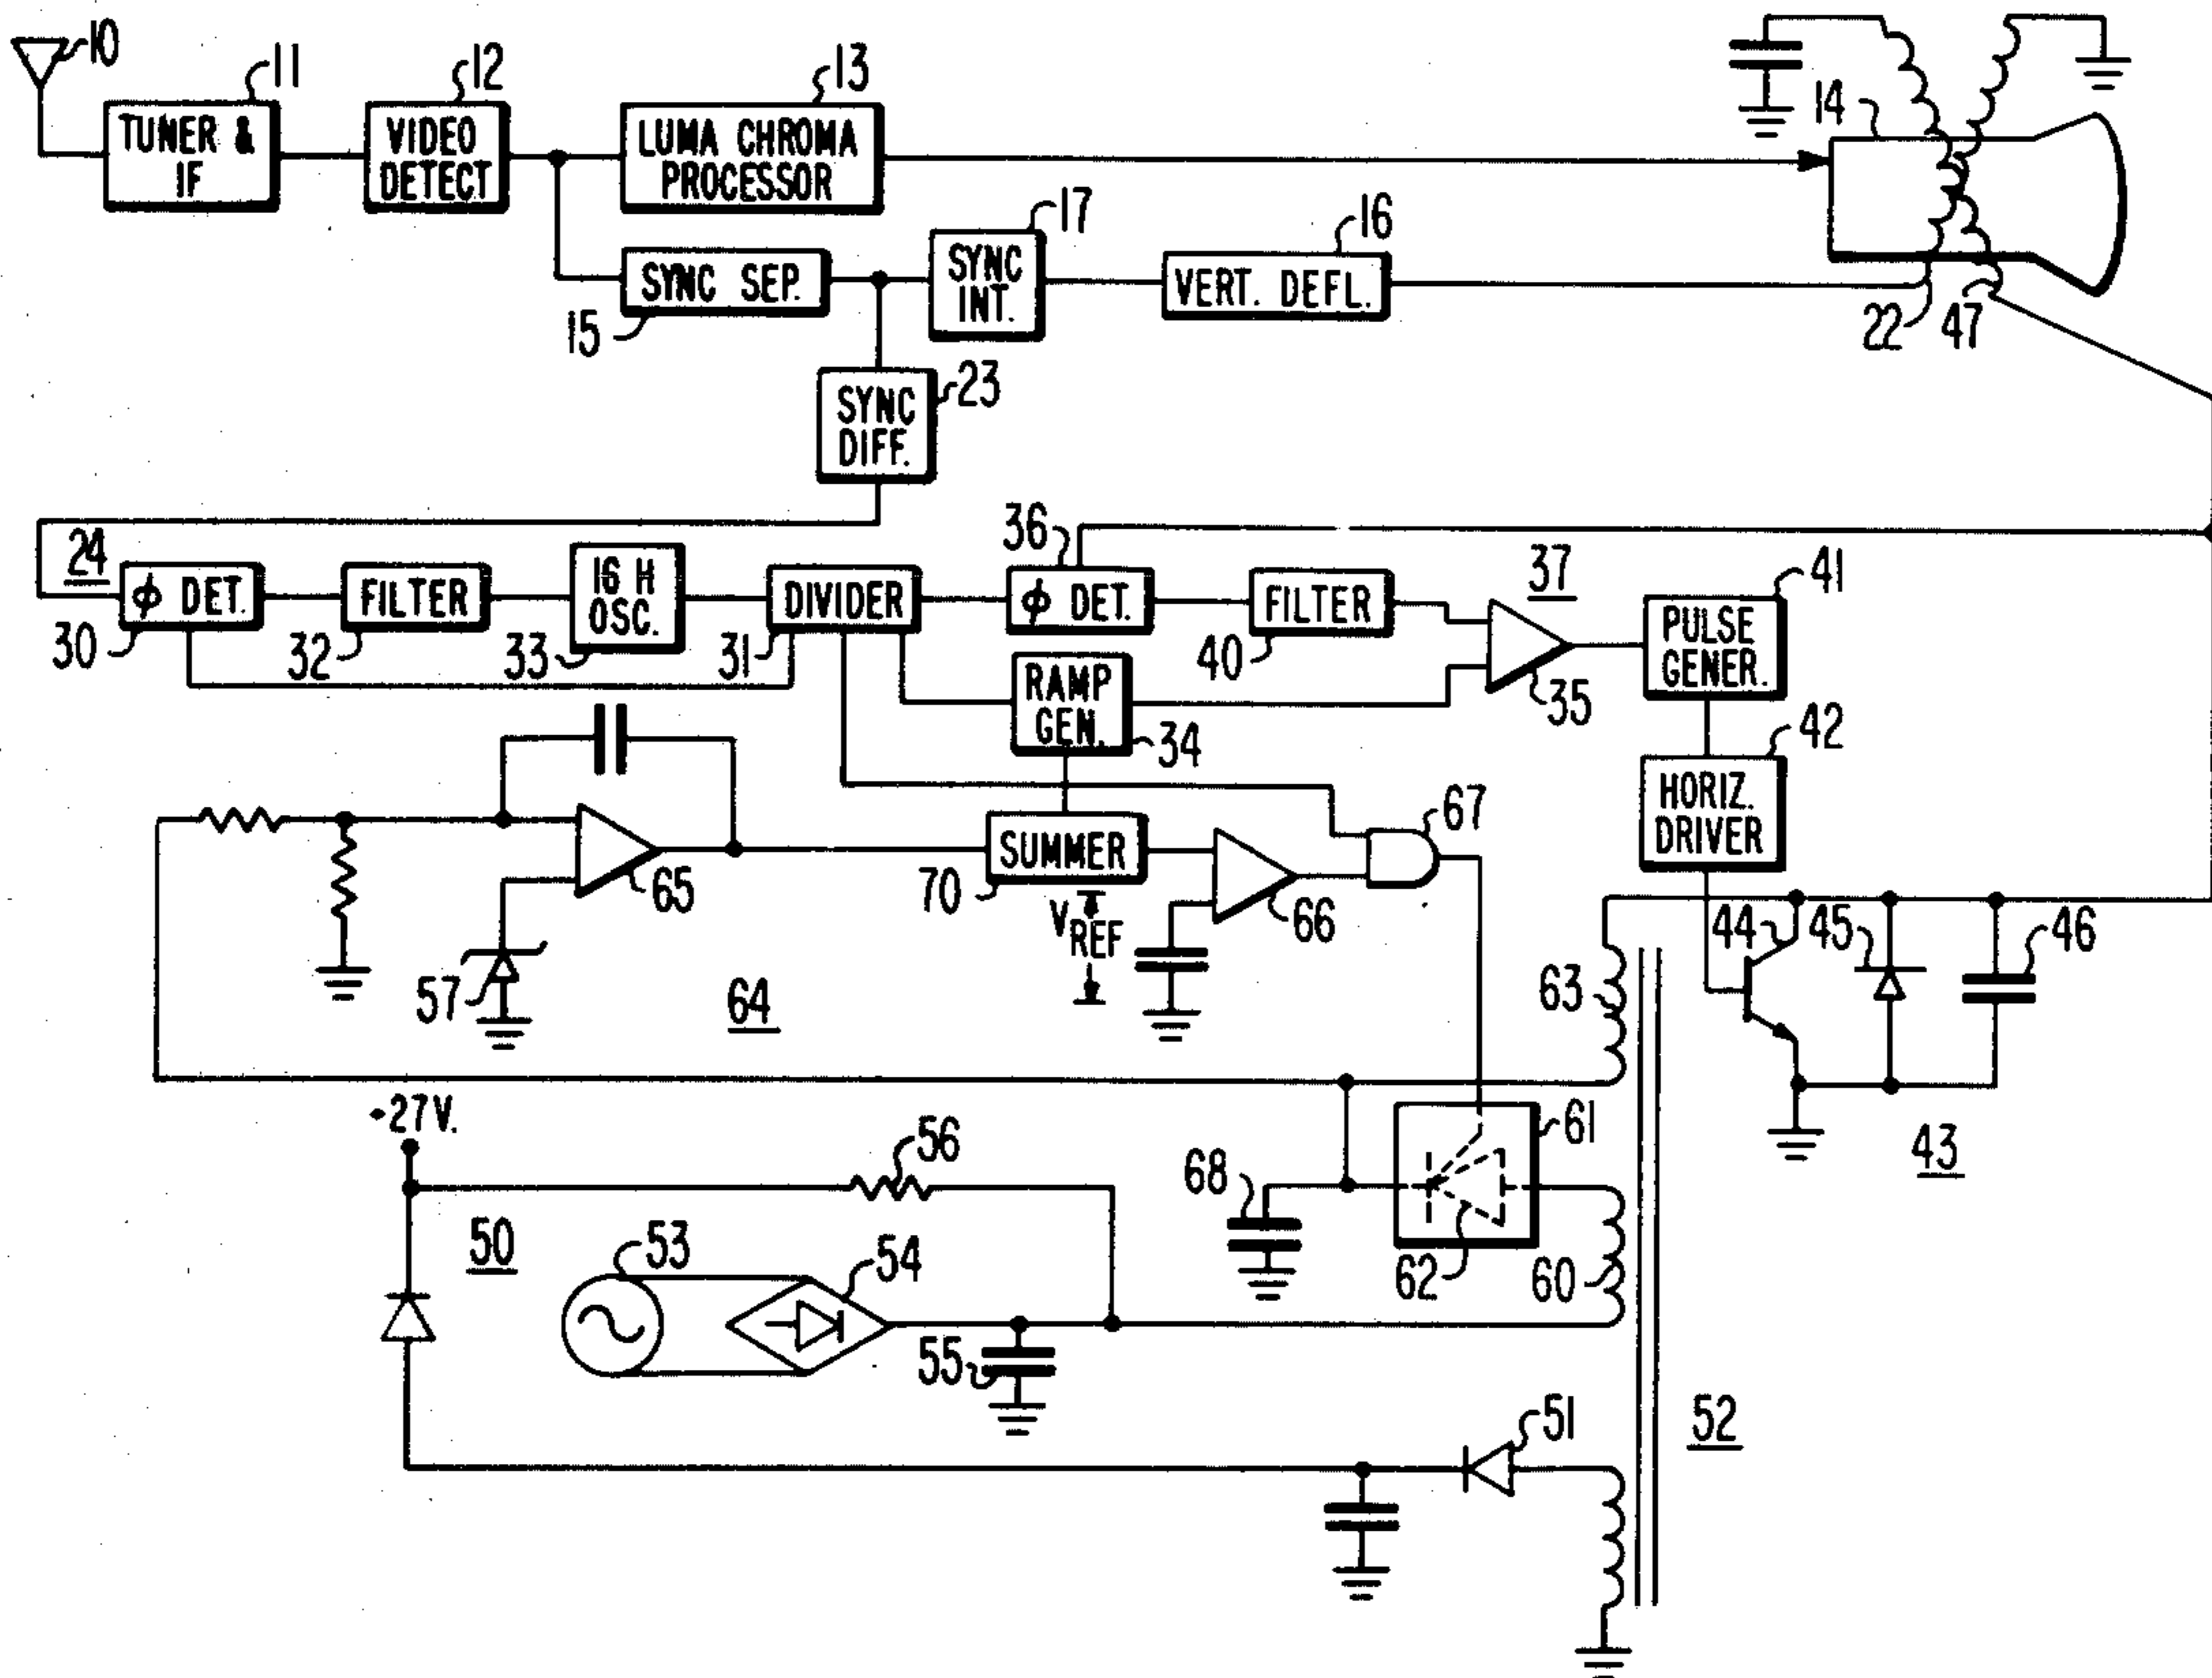 10
11
12
13
14
TUNER &
IF
VIDEO
DETECT
LUMA CHROMA
PROCESSOR
17
16
SYNC SEP.
SYNC
INT.
VERT. DEFL.
15
22
47
23
SYNC
DIFF.
24
36
37
41
φ DET.
FILTER
16 H
OSC.
DIVIDER
φ DET.
FILTER
PULSE
GENER.
30
32
33
31
40
35
RAMP
GEN.
34
42
HORIZ.
DRIVER
67
SUMMER
65
70
66
VREF
57
64
44
45
46
63
+27V.
56
61
43
68
50
53
54
62
60
55
51
52